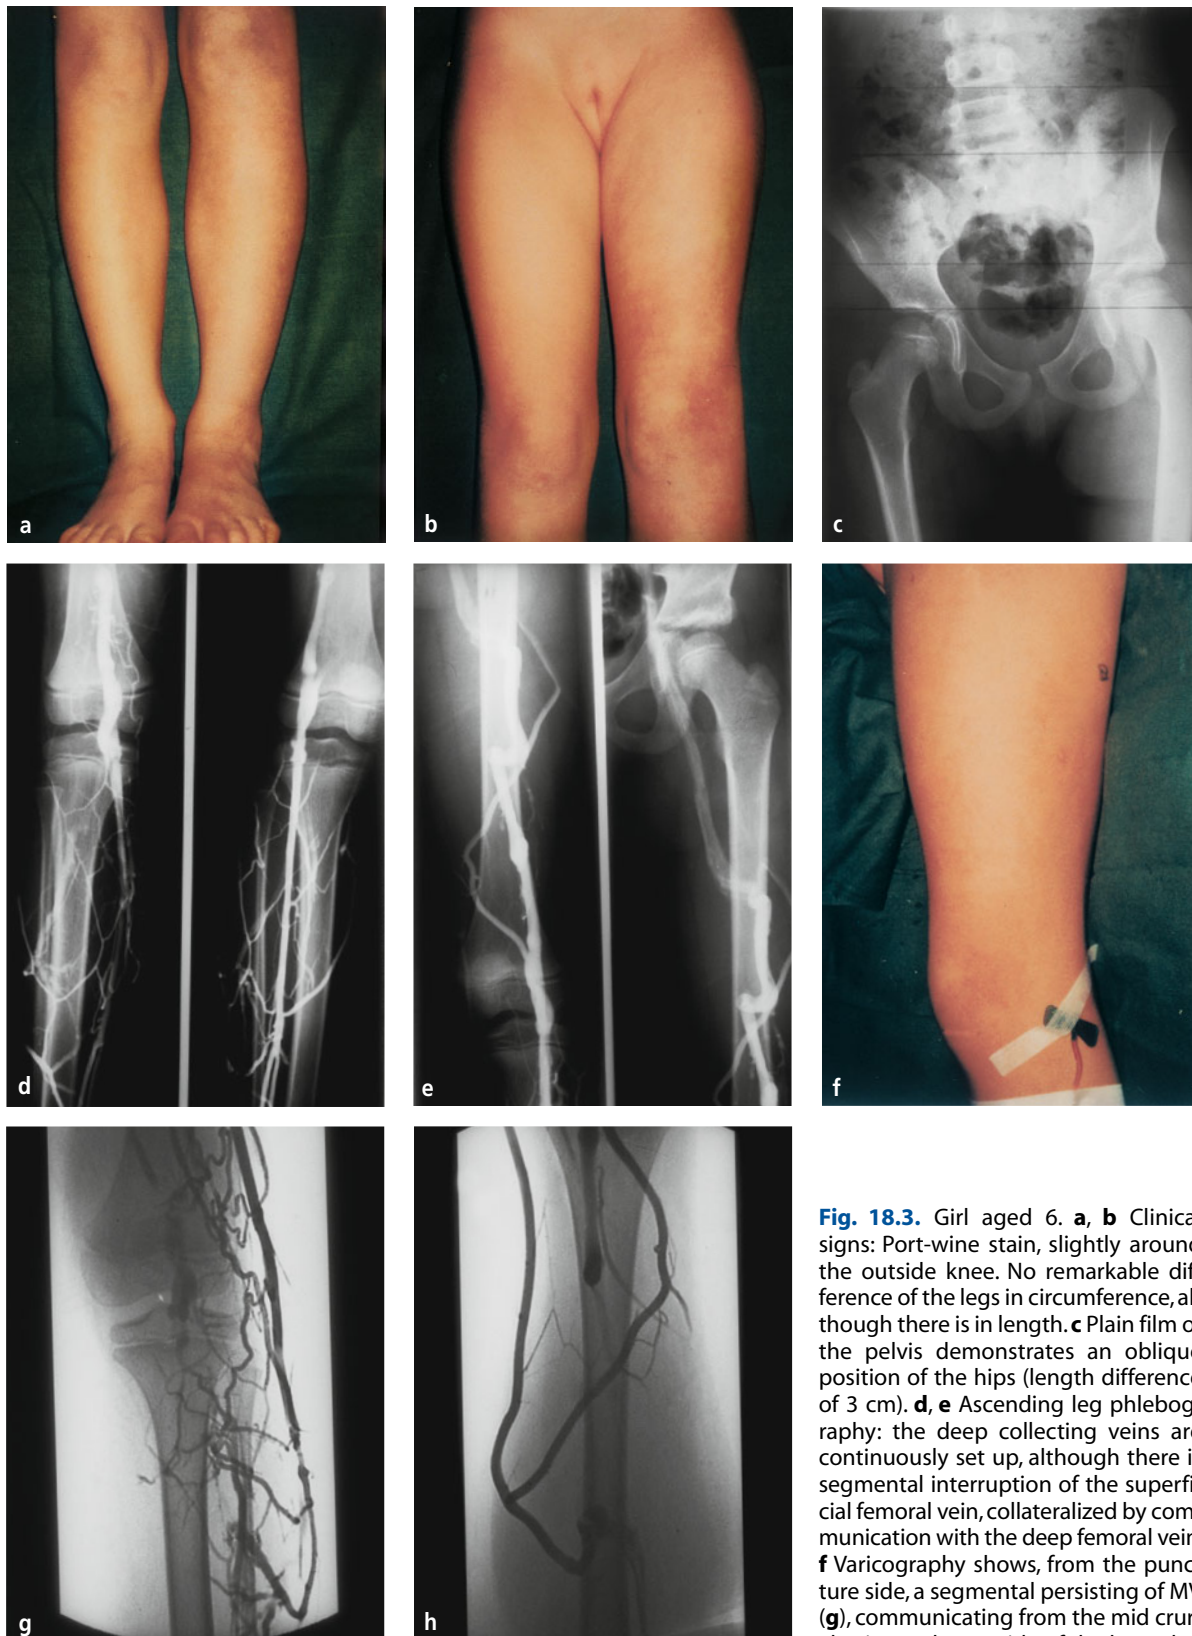 a
b
c
d
e
f
g
h
Fig. 18.3. Girl aged 6. a, b Clinica
signs: Port-wine stain, slightly around
the outside knee. No remarkable dif
ference of the legs in circumference, al
though there is in length. c Plain film o
the pelvis demonstrates an oblique
position of the hips (length difference
of 3 cm). d, e Ascending leg phlebog
raphy: the deep collecting veins are
continuously set up, although there i
segmental interruption of the superfi
cial femoral vein, collateralized by com
munication with the deep femoral vein
f Varicography shows, from the punc
ture side, a segmental persisting of MV
(g), communicating from the mid crur